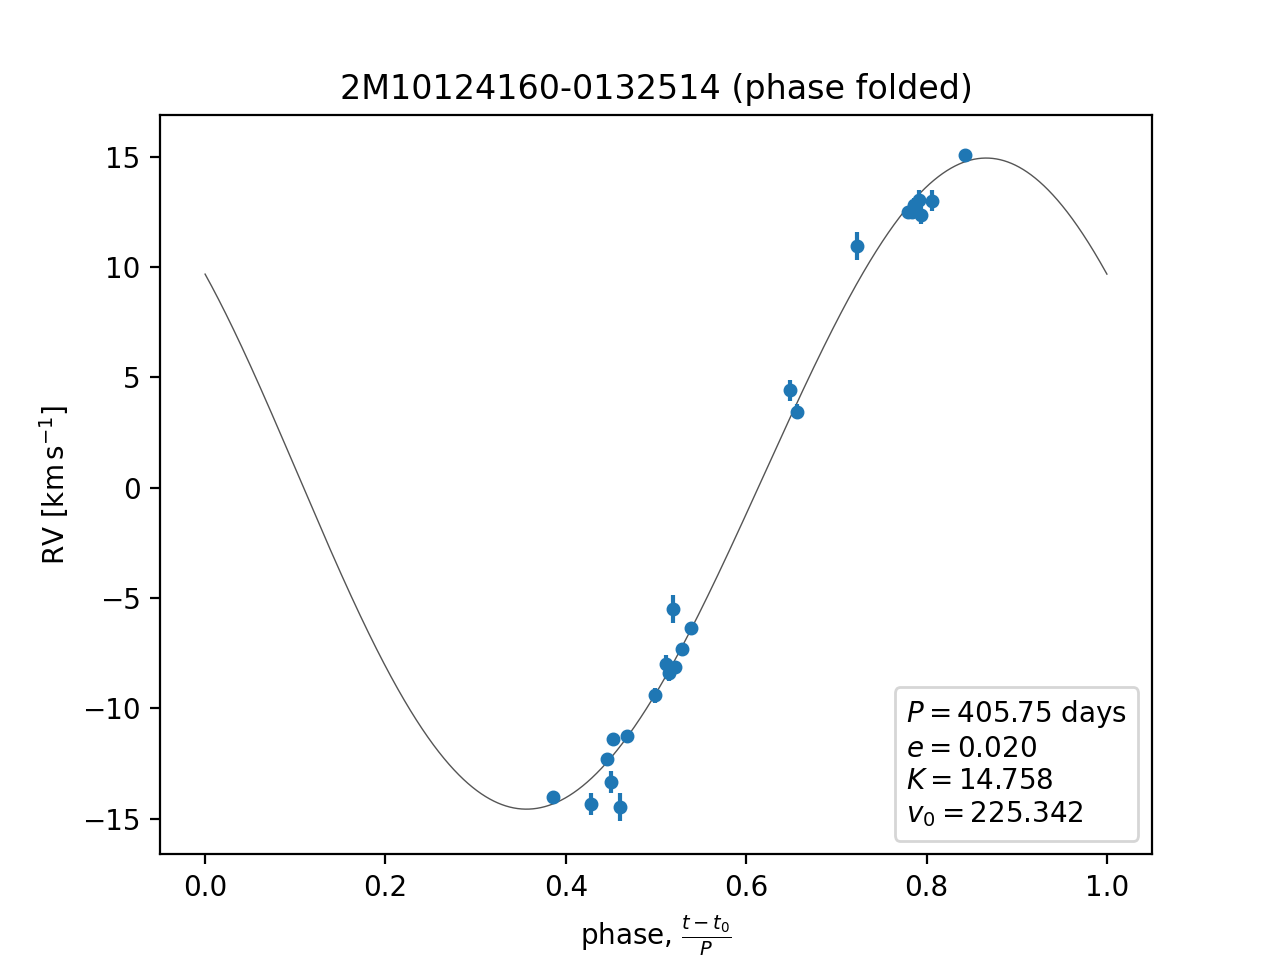 2M10124160-0132514 (phase folded)
15
10
5
0
−5
−10
−15
RV [km s⁻¹]
P = 405.75 days
e = 0.020
K = 14.758
v₀ = 225.342
0.0 0.2 0.4 0.6 0.8 1.0
phase, (t − t₀)/P